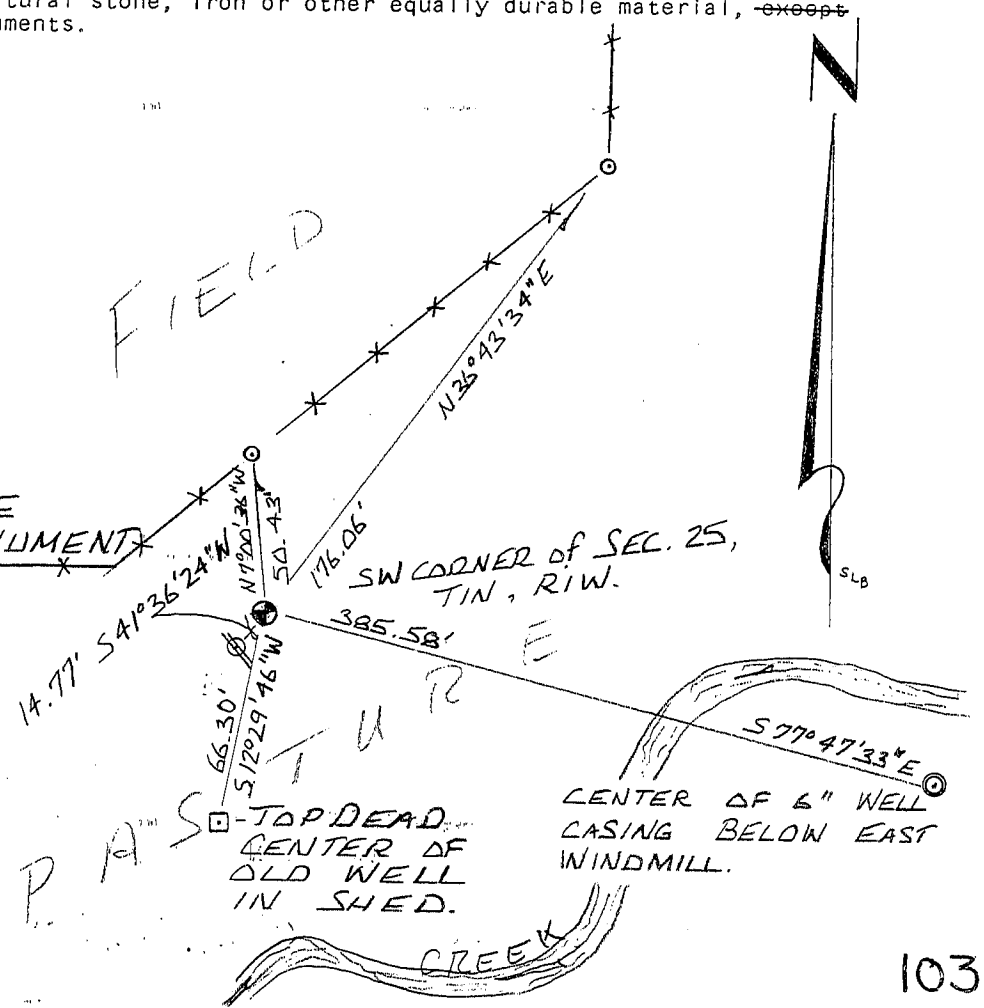 tural stone, iron or other equally durable material, except
uments.
N
FIELD
N36°43'34"E
176.06'
N7°00'36"W
50.43'
E
UMENT
14.77' S41°36'24"W
SW CORNER of SEC. 25,
T1N, R1W.
SLB
385.58'
S77°47'33"E
66.30'
S12°29'46"W
PASTURE
TOP DEAD
CENTER OF
OLD WELL
IN SHED.
CENTER OF 6" WELL
CASING BELOW EAST
WINDMILL.
CREEK
103